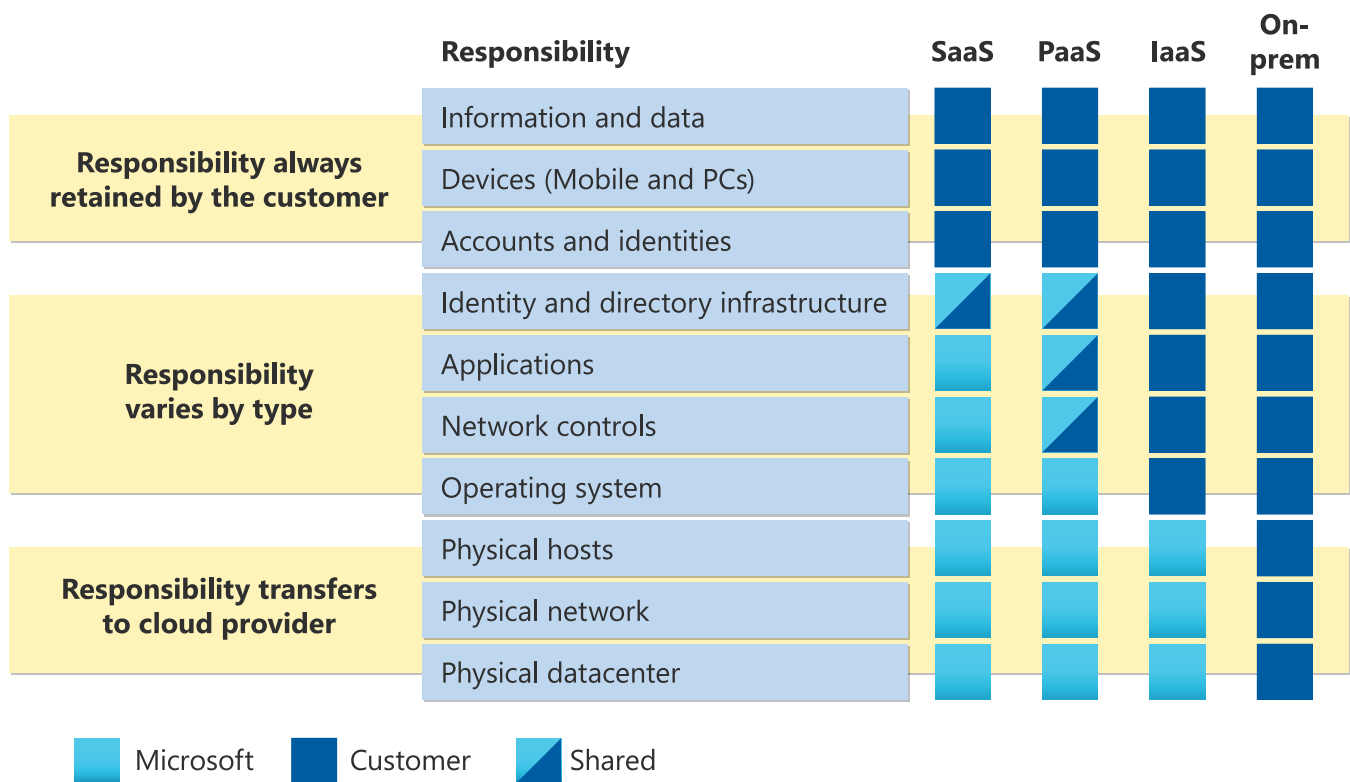 Responsibility SaaS PaaS IaaS On-
prem
Information and data
Responsibility always
retained by the customer
Devices (Mobile and PCs)
Accounts and identities
Identity and directory infrastructure
Responsibility
varies by type
Applications
Network controls
Operating system
Physical hosts
Responsibility transfers
to cloud provider
Physical network
Physical datacenter
Microsoft Customer Shared